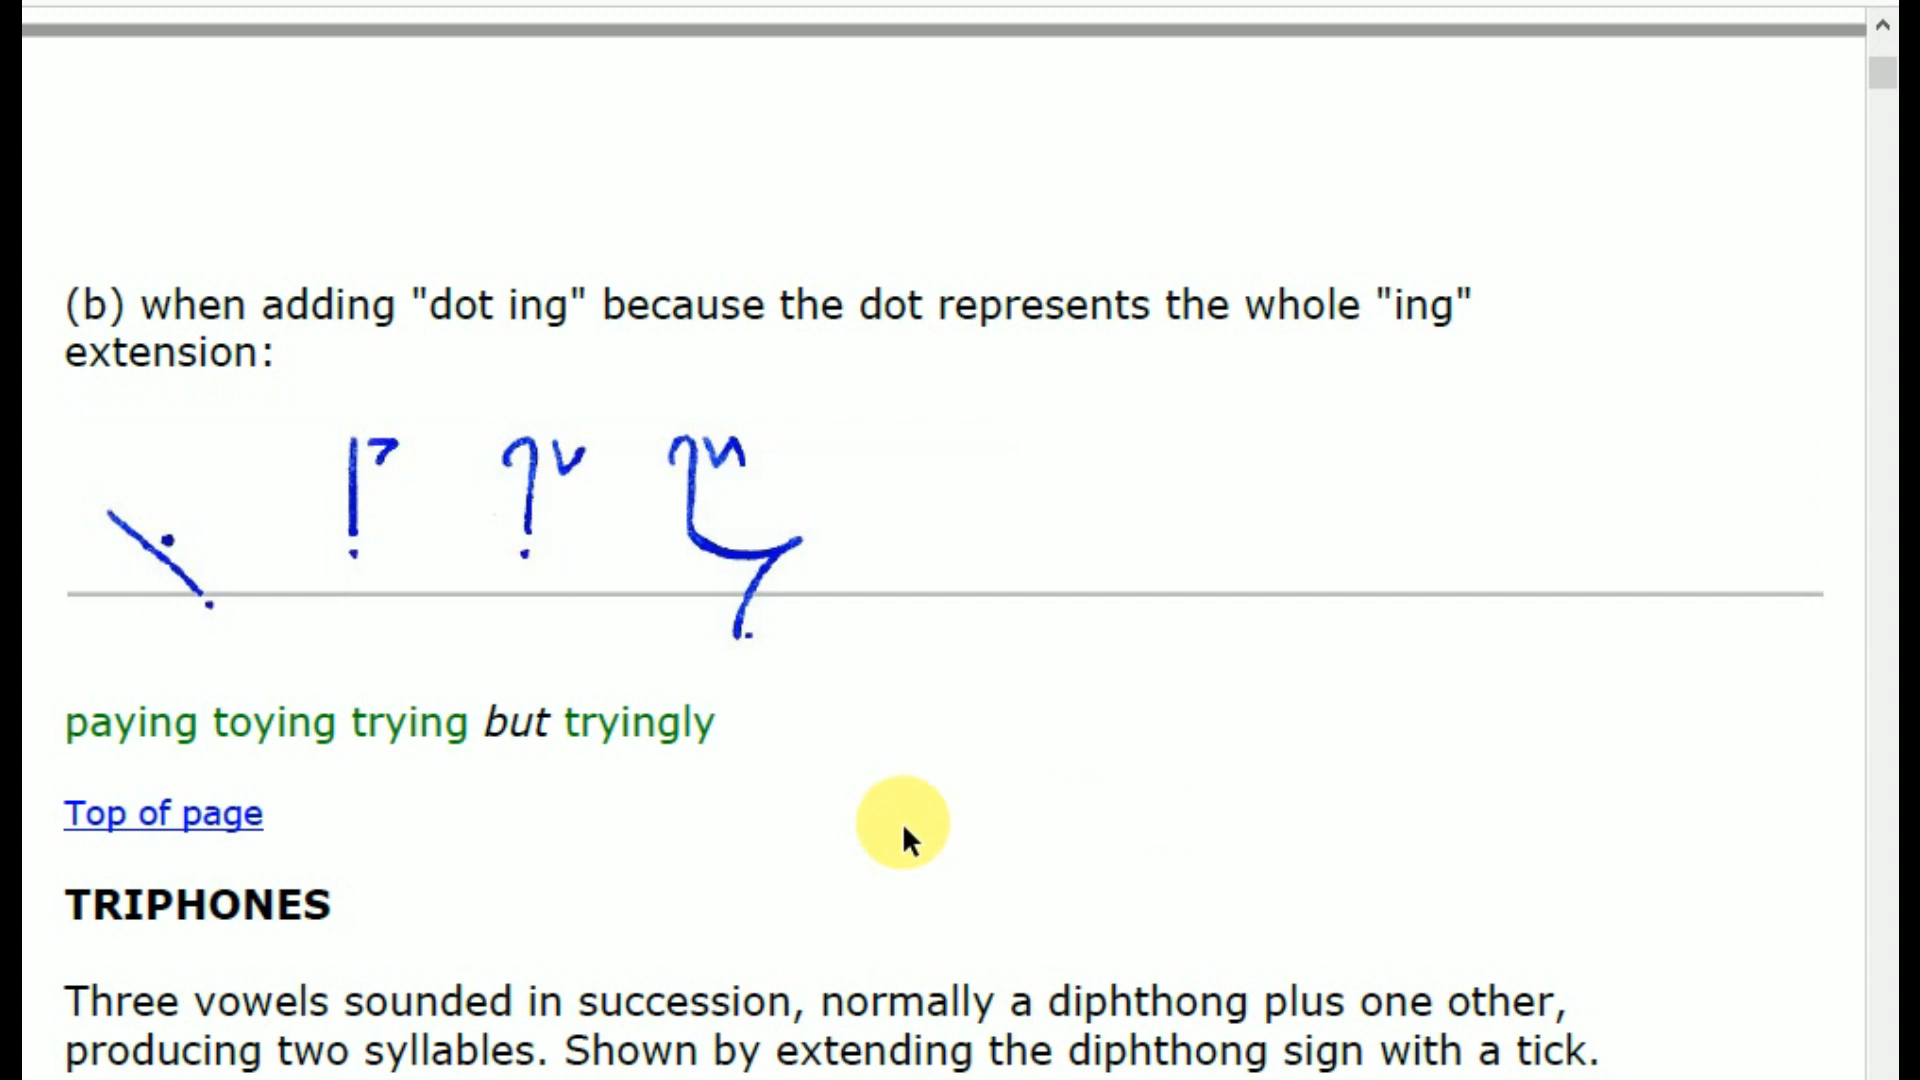 (b) when adding "dot ing" because the dot represents the whole "ing"
extension:
paying toying trying but tryingly
Top of page
TRIPHONES
Three vowels sounded in succession, normally a diphthong plus one other,
producing two syllables. Shown by extending the diphthong sign with a tick.